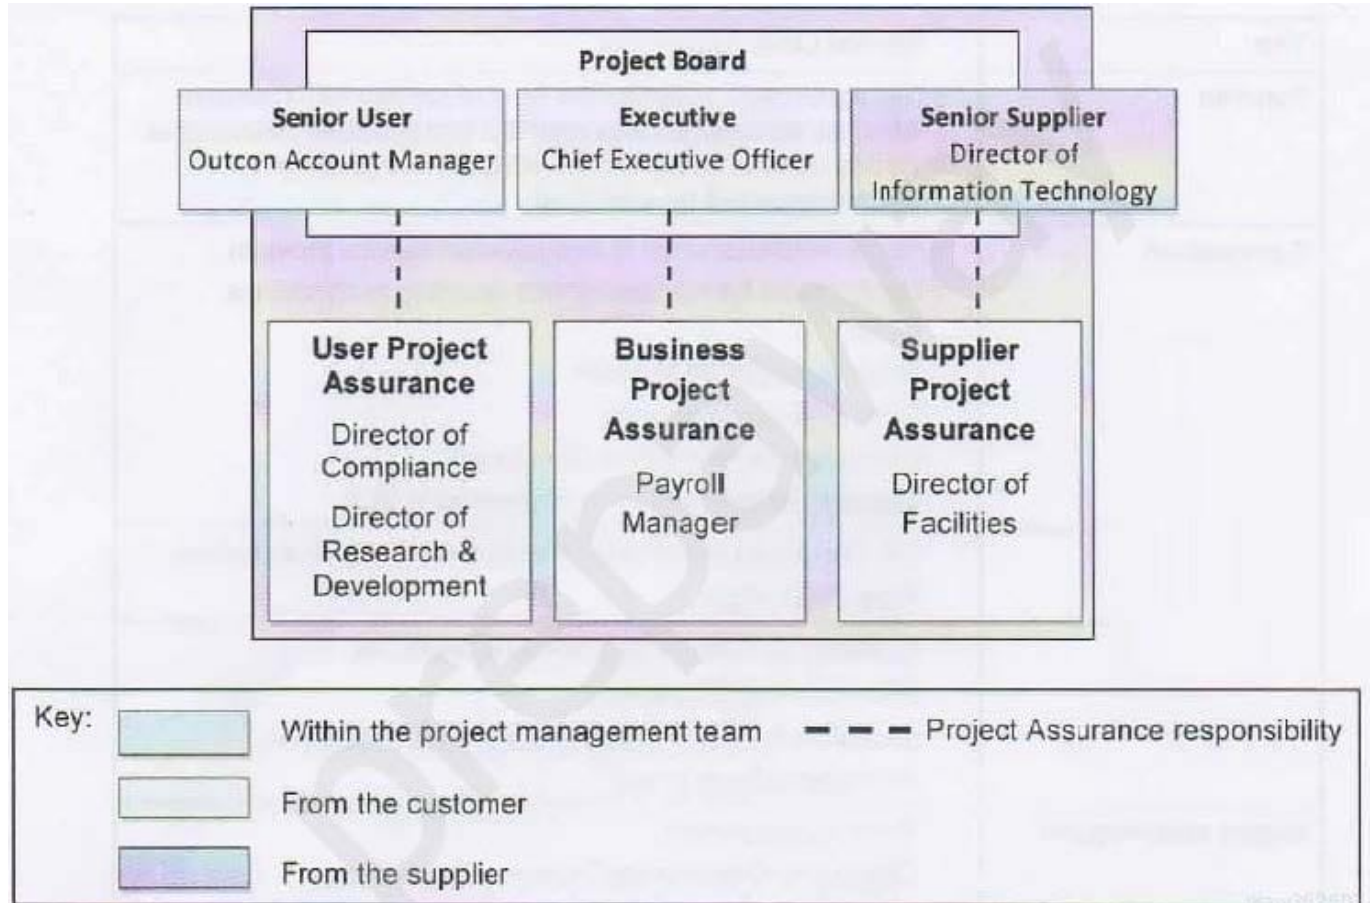 Project Board
Senior User
Outcon Account Manager
Executive
Chief Executive Officer
Senior Supplier
Director of
Information Technology
User Project
Assurance
Director of
Compliance
Director of
Research &
Development
Business
Project
Assurance
Payroll
Manager
Supplier
Project
Assurance
Director of
Facilities
Key:
Within the project management team
Project Assurance responsibility
From the customer
From the supplier